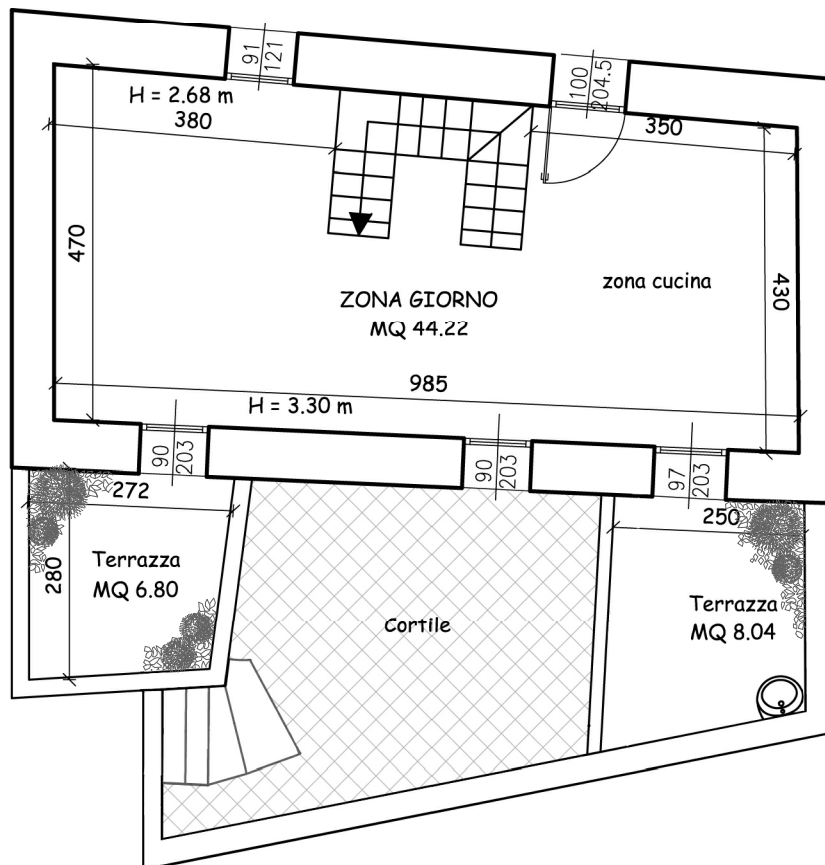 91
121
100
204.5
H = 2.68 m
380
350
470
430
zona cucina
ZONA GIORNO
MQ 44.22
985
H = 3.30 m
90
203
90
203
97
203
272
250
280
Terrazza
MQ 6.80
Cortile
Terrazza
MQ 8.04